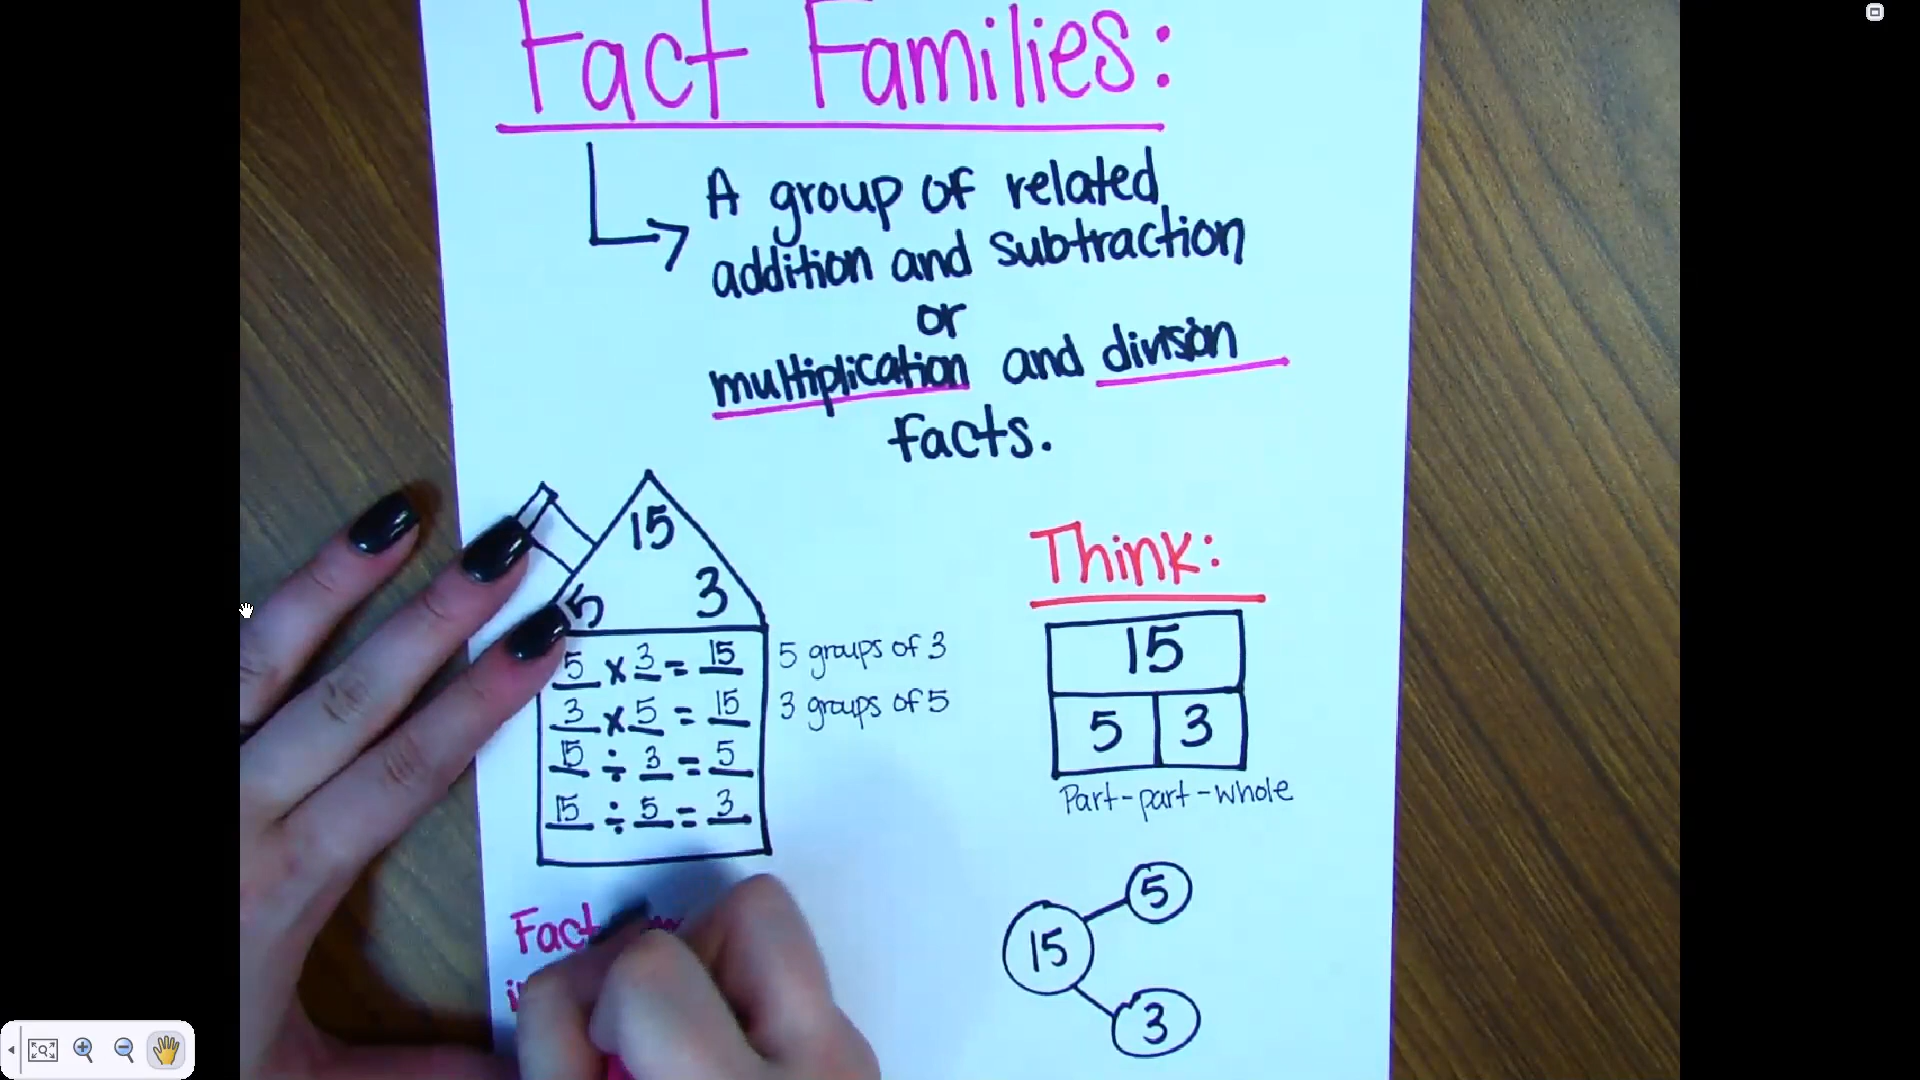 Fact Families:
A group of related
addition and subtraction
or
multiplication and division
facts.
15
5 3
5 x 3 = 15
5 groups of 3
3 x 5 = 15
3 groups of 5
15 ÷ 3 = 5
15 ÷ 5 = 3
Think:
15
5 3
Part-part-whole
5
15
3
Fact